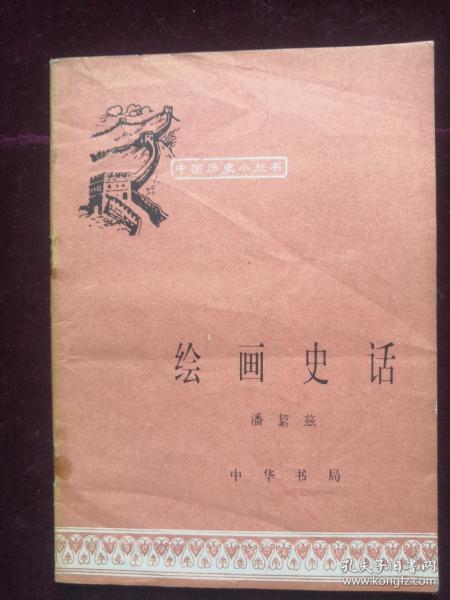 中国历史小丛书
绘画史话
潘絜兹
中华书局
孔夫子旧书网
www.kongfz.com